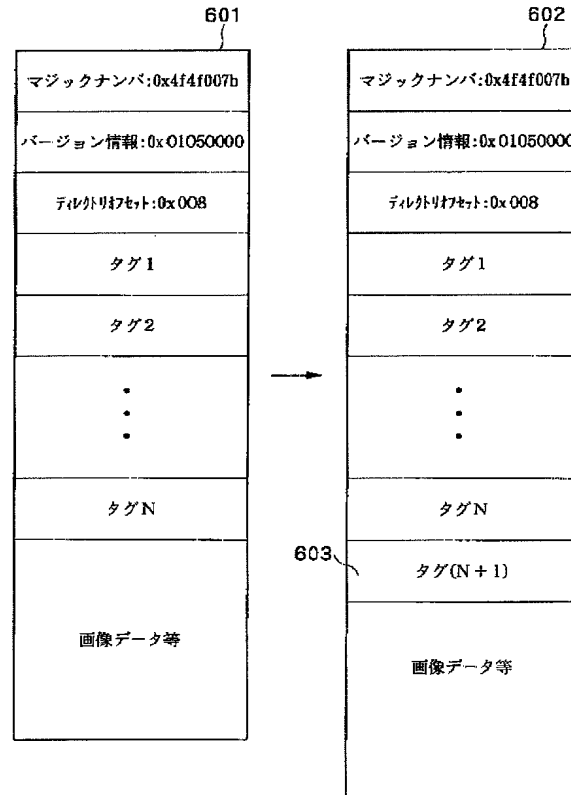 601
マジックナンバ:0x4f4f007b
バージョン情報:0x01050000
ディレクトリオフセット:0x008
タグ1
タグ2
タグN
画像データ等
602
マジックナンバ:0x4f4f007b
バージョン情報:0x01050000
ディレクトリオフセット:0x008
タグ1
タグ2
タグN
603
タグ(N+1)
画像データ等